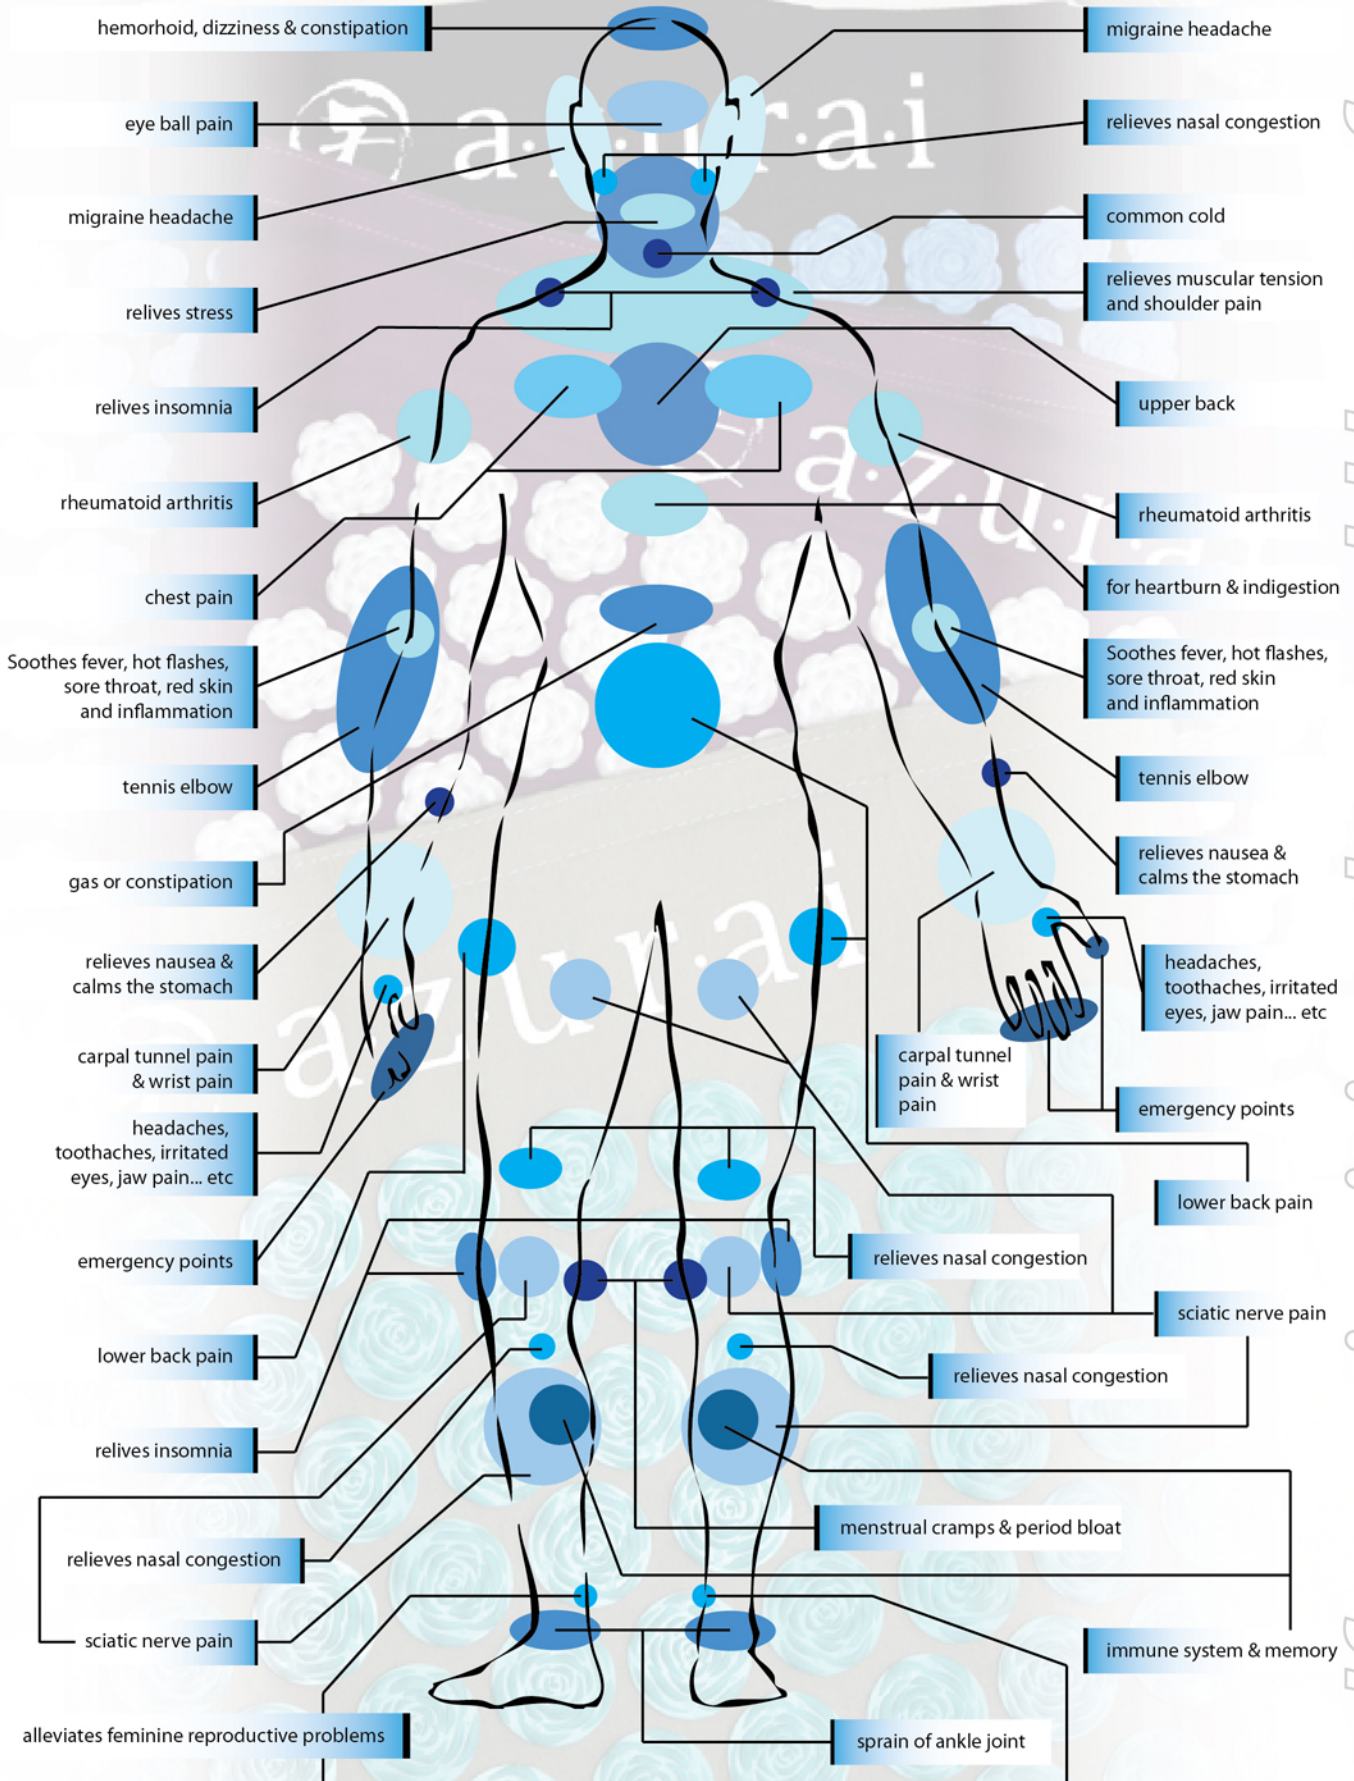 hemorhoid, dizziness & constipation
migraine headache
eye ball pain
relieves nasal congestion
a·z·u·r·a·i
migraine headache
common cold
relives stress
relieves muscular tension
and shoulder pain
relives insomnia
upper back
rheumatoid arthritis
rheumatoid arthritis
a·z·u·r·a
chest pain
for heartburn & indigestion
Soothes fever, hot flashes,
sore throat, red skin
and inflammation
Soothes fever, hot flashes,
sore throat, red skin
and inflammation
tennis elbow
tennis elbow
gas or constipation
relieves nausea &
calms the stomach
relieves nausea &
calms the stomach
headaches,
toothaches, irritated
eyes, jaw pain... etc
azurai
carpal tunnel pain
& wrist pain
carpal tunnel
pain & wrist
pain
emergency points
headaches,
toothaches, irritated
eyes, jaw pain... etc
lower back pain
emergency points
relieves nasal congestion
sciatic nerve pain
lower back pain
relieves nasal congestion
relives insomnia
menstrual cramps & period bloat
relieves nasal congestion
sciatic nerve pain
immune system & memory
alleviates feminine reproductive problems
sprain of ankle joint